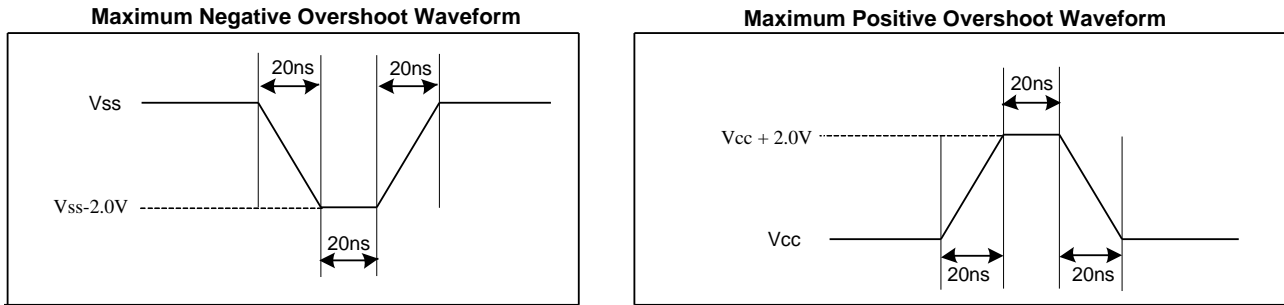 Maximum Negative Overshoot Waveform
20ns
20ns
Vss
Vss-2.0V
20ns
Maximum Positive Overshoot Waveform
20ns
Vcc + 2.0V
Vcc
20ns
20ns